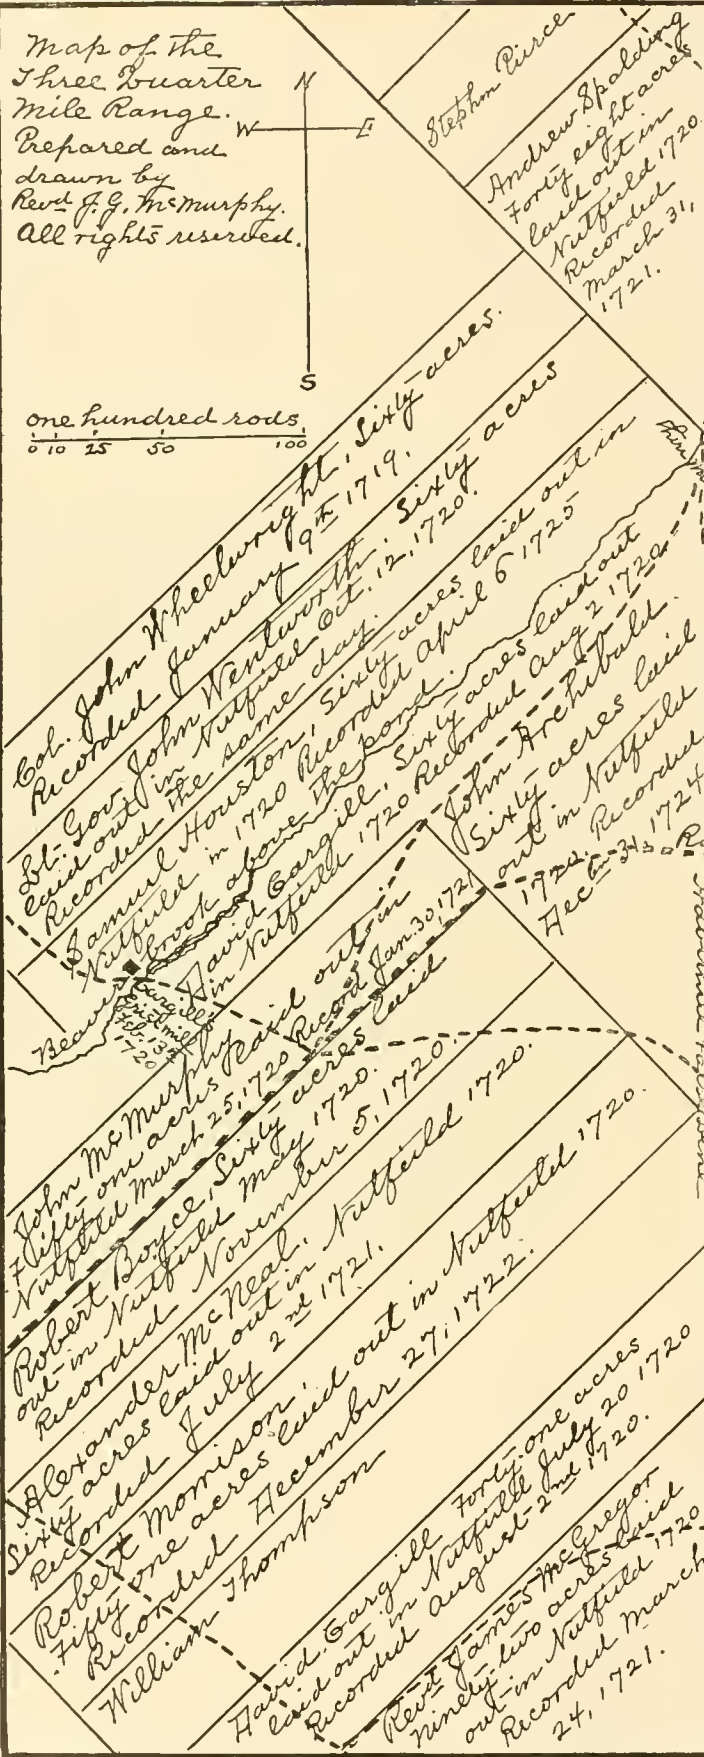 Map of the
Three Quarter
Mile Range.
Prepared and
drawn by
Revd J. G. McMurphy.
All rights reserved.
N
W
E
S
one hundred rods.
0 10 25 50 100
Stephen Pierce
Andrew Spalding
Forty eight acres
laid out in
Nutfield 1720.
Recorded
March 31,
1721.
Col. John Wheelwright, Sixty acres.
Recorded January 9th 1719.
Lt. Gov. John Wentworth. Sixty acres
laid out in Nutfield Oct. 12, 1720.
Recorded the same day.
Samuel Houston, Sixty acres laid out in
Nutfield in 1720 Recorded April 6 1725
brook above the pond.
David Cargill, Sixty acres laid out
in Nutfield 1720 Recorded Aug 2 1720
John Archibald.
Sixty acres laid
out in Nutfield
1720. Recorded
Dec 31, 1724
Beaver
Cargill
Grist mill
Feb. 13
1720
John McMurphy
Fifty one acres laid out in
Nutfield March 25, 1720 Record Jan. 30, 1721
Robert Boyce, Sixty acres laid
out in Nutfield May 1720.
Recorded November 5, 1720.
Alexander McNeal.
Sixty acres laid out in Nutfield 1720.
Recorded July 2nd 1721.
Robert Morrison,
Fifty one acres laid out in Nutfield 1720.
Recorded December 27, 1722.
William Thompson
David Cargill Forty-one acres
laid out in Nutfield July 20 1720
Recorded August 2nd 1720.
Revd James McGregor
Ninety-two acres laid
out in Nutfield 1720
Recorded March
24, 1721.